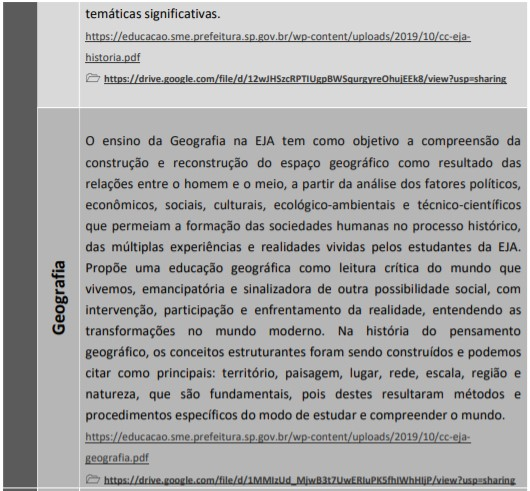 temáticas significativas.
https://educacao.sme.prefeitura.sp.gov.br/wp-content/uploads/2019/10/cc-eja-
historia.pdf
https://drive.google.com/file/d/12wJHSzcRPTlUgpBWSqurgyreOhujEEk8/view?usp=sharing
Geografia
O ensino da Geografia na EJA tem como objetivo a compreensão da
construção e reconstrução do espaço geográfico como resultado das
relações entre o homem e o meio, a partir da análise dos fatores políticos,
econômicos, sociais, culturais, ecológico-ambientais e técnico-científicos
que permeiam a formação das sociedades humanas no processo histórico,
das múltiplas experiências e realidades vividas pelos estudantes da EJA.
Propõe uma educação geográfica como leitura crítica do mundo que
vivemos, emancipatória e sinalizadora de outra possibilidade social, com
intervenção, participação e enfrentamento da realidade, entendendo as
transformações no mundo moderno. Na história do pensamento
geográfico, os conceitos estruturantes foram sendo construídos e podemos
citar como principais: território, paisagem, lugar, rede, escala, região e
natureza, que são fundamentais, pois destes resultaram métodos e
procedimentos específicos do modo de estudar e compreender o mundo.
https://educacao.sme.prefeitura.sp.gov.br/wp-content/uploads/2019/10/cc-eja-
geografia.pdf
https://drive.google.com/file/d/1MMIzUd_MjwB3t7UwERIuPKSfhIWhHIjP/view?usp=sharing